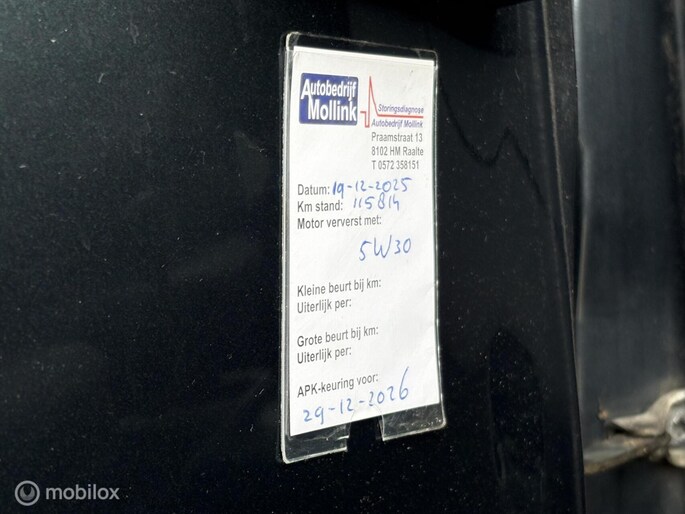 Autobedrijf
Mollink
Storingsdiagnose
Autobedrijf Mollink
Praamstraat 13
8102 HM Raalte
T 0572 358151
Datum: 19-12-2025
Km stand: 115814
Motor ververst met:
5W30
Kleine beurt bij km:
Uiterlijk per:
Grote beurt bij km:
Uiterlijk per:
APK-keuring voor:
29-12-2026
mobilox